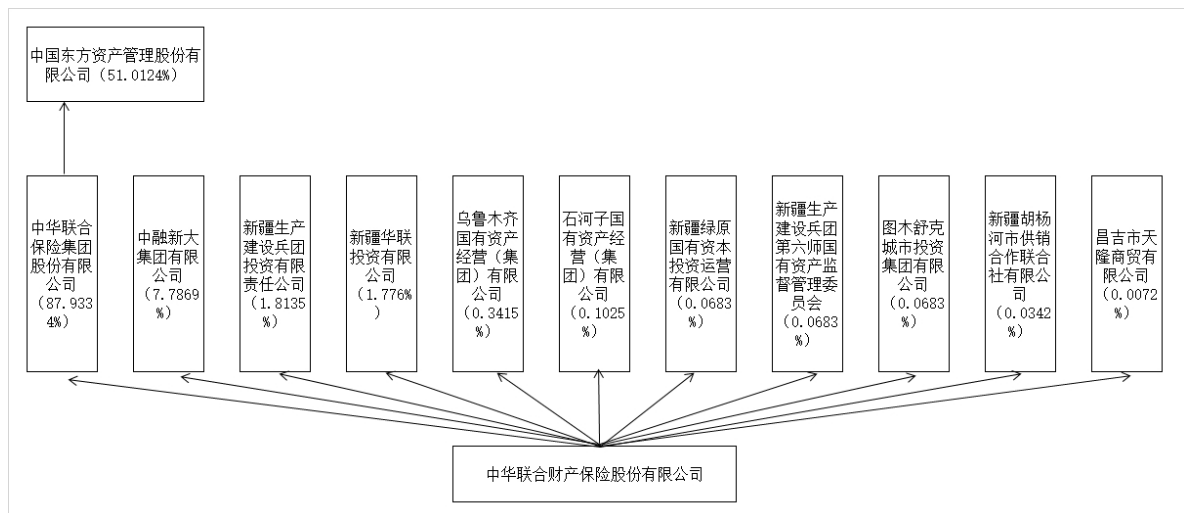 中国东方资产管理股份有
限公司（51.0124%）
中华联合
保险集团
股份有限
公司
（87.933
4%）
中融新大
集团有限
公司
（7.7869
%）
新疆生产
建设兵团
投资有限
责任公司
（1.8135
%）
新疆华联
投资有限
公司
（1.776%）
乌鲁木齐
国有资产
经营（集
团）有限
公司
（0.3415
%）
石河子国
有资产经
营（集
团）有限
公司
（0.1025
%）
新疆绿原
国有资本
投资运营
有限公司
（0.0683
%）
新疆生产
建设兵团
第六师国
有资产监
督管理委
员会
（0.0683
%）
图木舒克
城市投资
集团有限
公司
（0.0683
%）
新疆胡杨
河市供销
合作联合
社有限公
司
（0.0342
%）
昌吉市天
隆商贸有
限公司
（0.0072
%）
中华联合财产保险股份有限公司